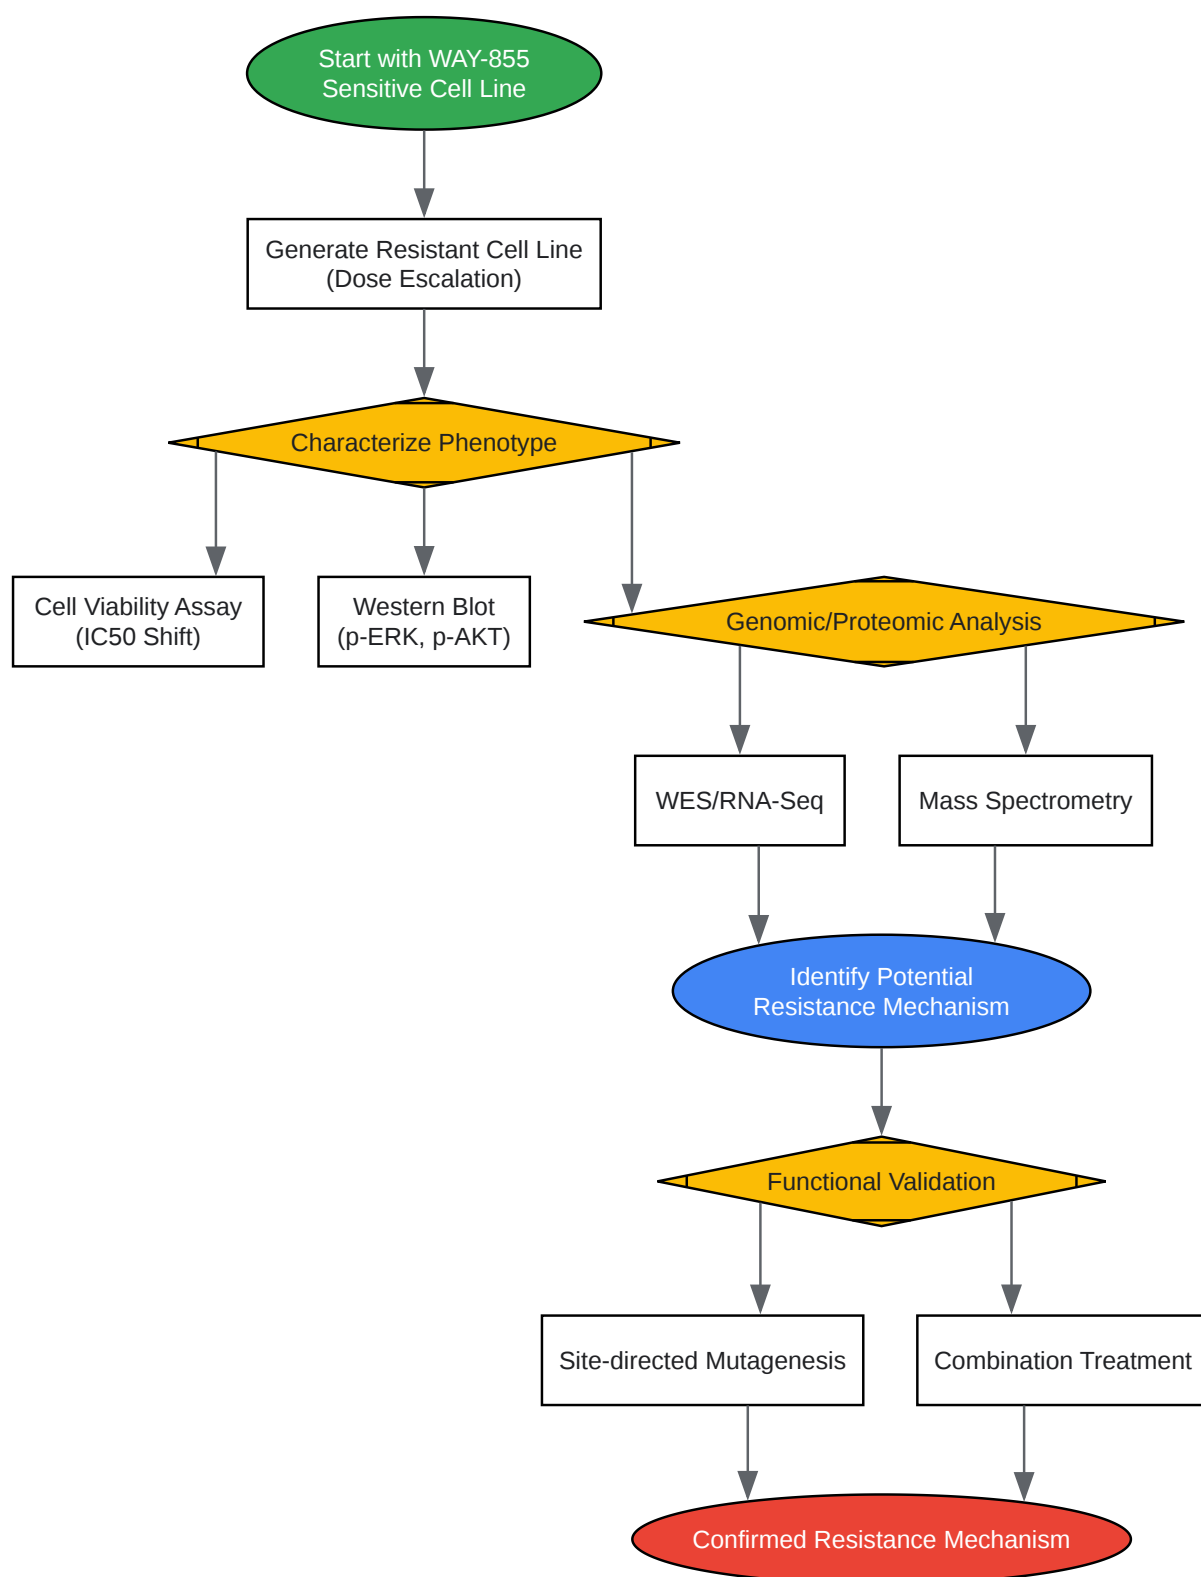 Start with WAY-855
Sensitive Cell Line
Generate Resistant Cell Line
(Dose Escalation)
Characterize Phenotype
Cell Viability Assay
(IC50 Shift)
Western Blot
(p-ERK, p-AKT)
Genomic/Proteomic Analysis
WES/RNA-Seq
Mass Spectrometry
Identify Potential
Resistance Mechanism
Functional Validation
Site-directed Mutagenesis
Combination Treatment
Confirmed Resistance Mechanism